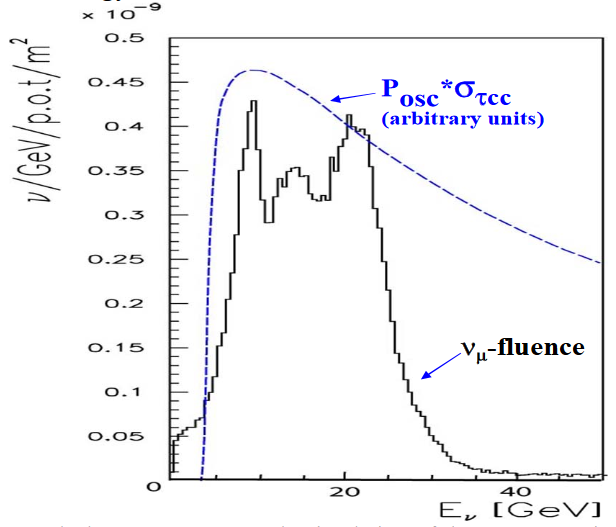 × 10⁻⁹
ν/GeV/p.o.t/m²
0.5
0.45
0.4
0.35
0.3
0.25
0.2
0.15
0.1
0.05
0
20
40
E_ν [GeV]
P_osc*σ_τcc
(arbitrary units)
ν_μ-fluence